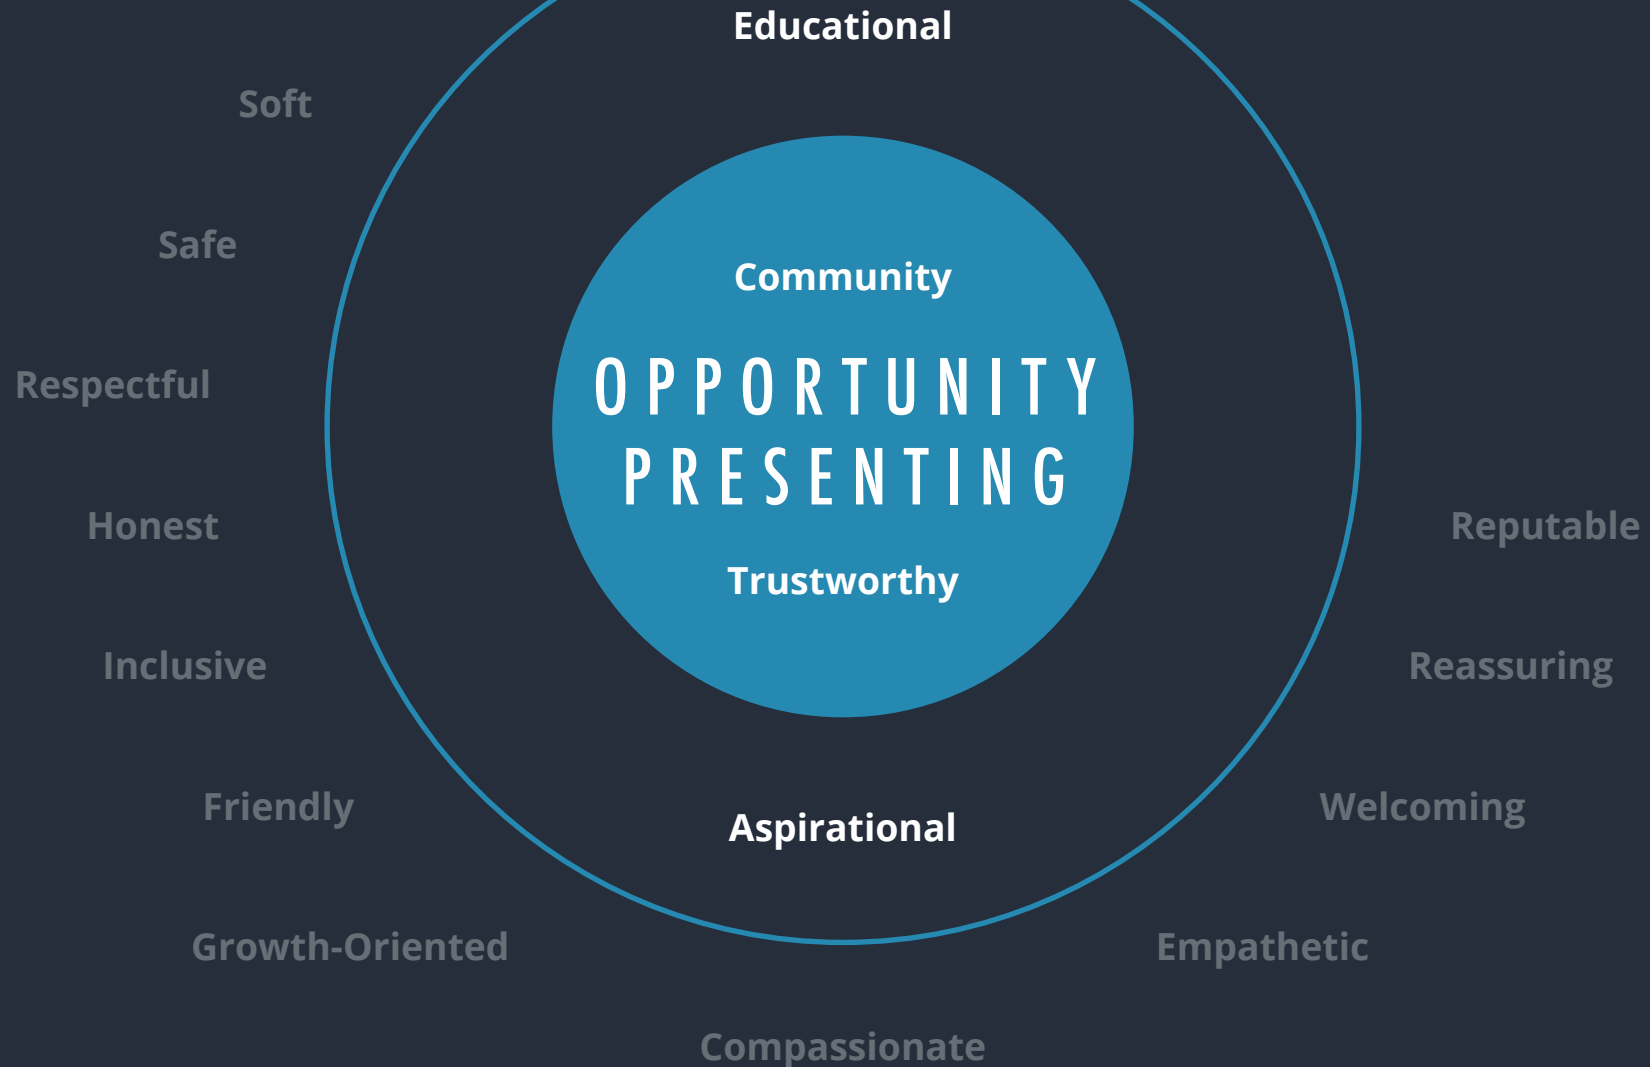 Educational
Soft
Safe
Community
Respectful
OPPORTUNITY
PRESENTING
Honest
Reputable
Trustworthy
Inclusive
Reassuring
Friendly
Welcoming
Aspirational
Growth-Oriented
Empathetic
Compassionate